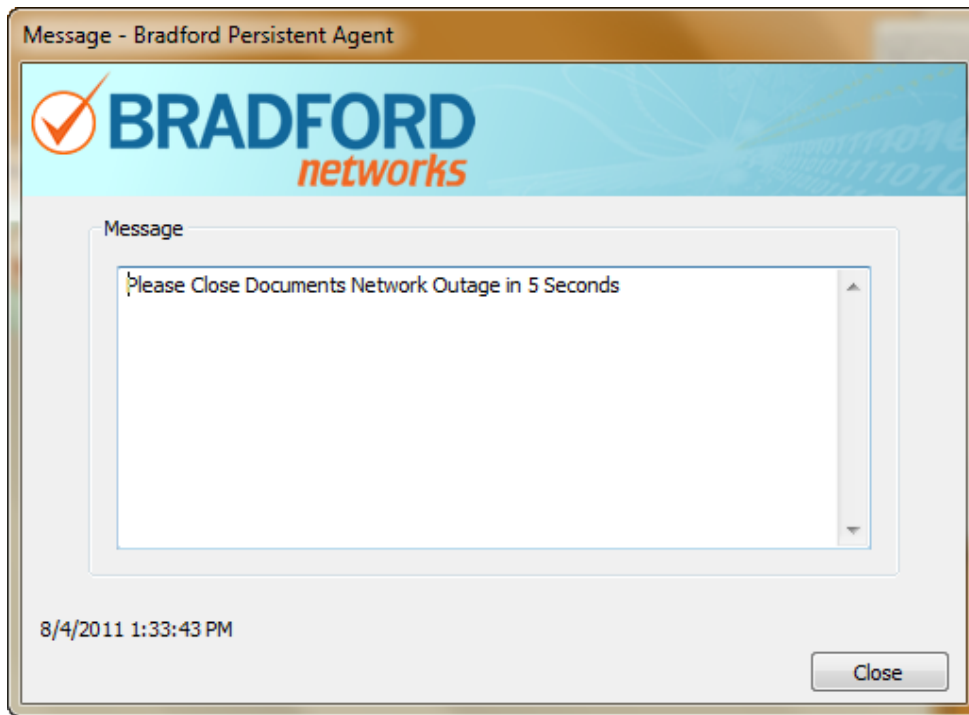 Message - Bradford Persistent Agent
BRADFORD
networks
Message
Please Close Documents Network Outage in 5 Seconds
8/4/2011 1:33:43 PM
Close